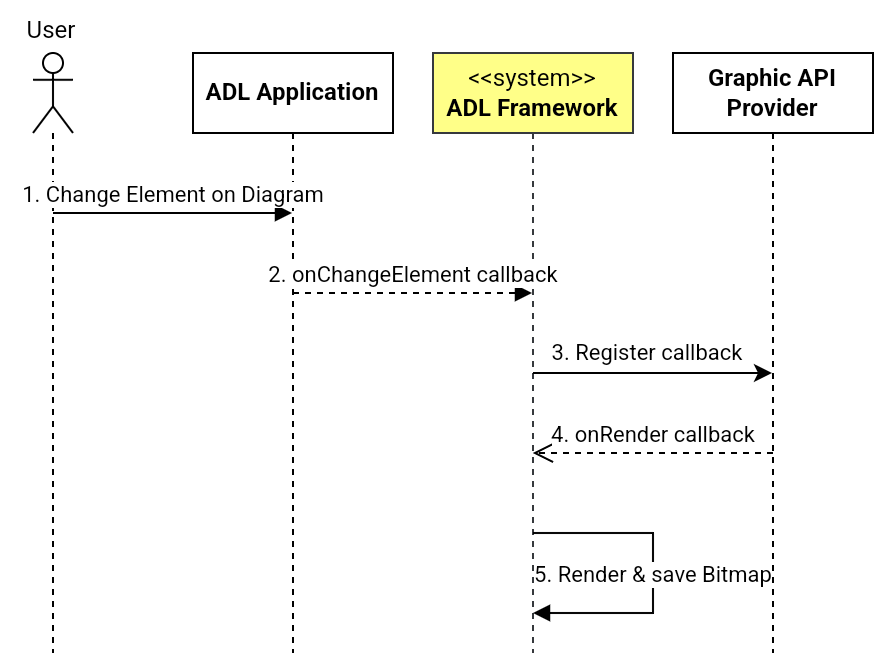 User
ADL Application
<<system>>
ADL Framework
Graphic API
Provider
1. Change Element on Diagram
2. onChangeElement callback
3. Register callback
4. onRender callback
5. Render & save Bitmap